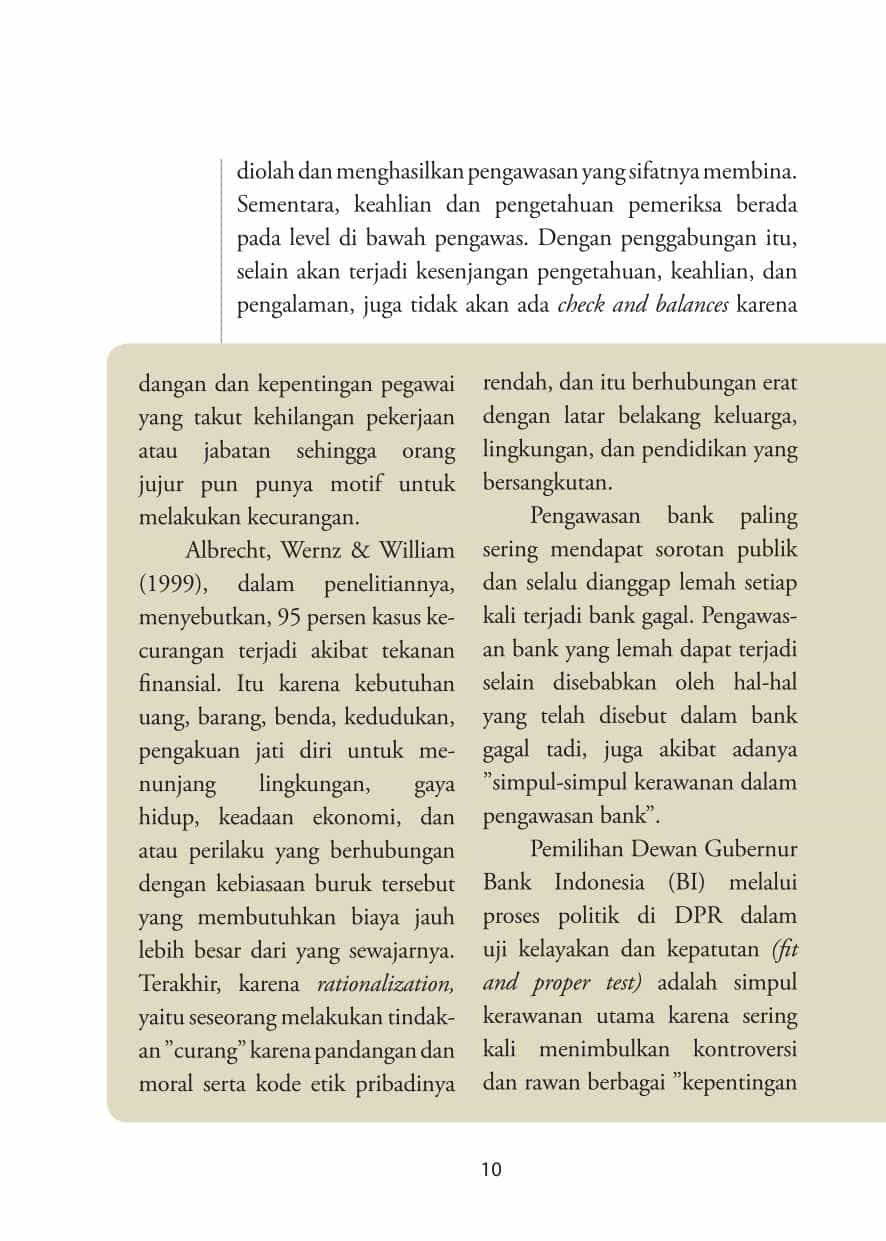 diolah dan menghasilkan pengawasan yang sifatnya membina.
Sementara, keahlian dan pengetahuan pemeriksa berada
pada level di bawah pengawas. Dengan penggabungan itu,
selain akan terjadi kesenjangan pengetahuan, keahlian, dan
pengalaman, juga tidak akan ada check and balances karena
dangan dan kepentingan pegawai
yang takut kehilangan pekerjaan
atau jabatan sehingga orang
jujur pun punya motif untuk
melakukan kecurangan.
Albrecht, Wernz & William
(1999), dalam penelitiannya,
menyebutkan, 95 persen kasus ke-
curangan terjadi akibat tekanan
finansial. Itu karena kebutuhan
uang, barang, benda, kedudukan,
pengakuan jati diri untuk me-
nunjang lingkungan, gaya
hidup, keadaan ekonomi, dan
atau perilaku yang berhubungan
dengan kebiasaan buruk tersebut
yang membutuhkan biaya jauh
lebih besar dari yang sewajarnya.
Terakhir, karena rationalization,
yaitu seseorang melakukan tindak-
an ”curang” karena pandangan dan
moral serta kode etik pribadinya
rendah, dan itu berhubungan erat
dengan latar belakang keluarga,
lingkungan, dan pendidikan yang
bersangkutan.
Pengawasan bank paling
sering mendapat sorotan publik
dan selalu dianggap lemah setiap
kali terjadi bank gagal. Pengawas-
an bank yang lemah dapat terjadi
selain disebabkan oleh hal-hal
yang telah disebut dalam bank
gagal tadi, juga akibat adanya
”simpul-simpul kerawanan dalam
pengawasan bank”.
Pemilihan Dewan Gubernur
Bank Indonesia (BI) melalui
proses politik di DPR dalam
uji kelayakan dan kepatutan (fit
and proper test) adalah simpul
kerawanan utama karena sering
kali menimbulkan kontroversi
dan rawan berbagai ”kepentingan
10